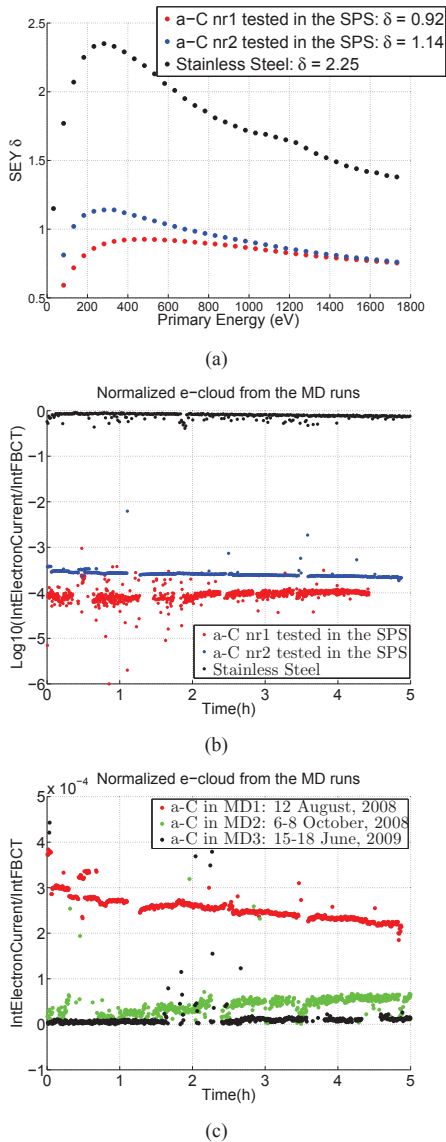 a−C nr1 tested in the SPS: δ = 0.92
a−C nr2 tested in the SPS: δ = 1.14
Stainless Steel: δ = 2.25
SEY δ
2.5
2
1.5
1
0.5
0 200 400 600 800 1000 1200 1400 1600 1800
Primary Energy (eV)
(a)
Normalized e−cloud from the MD runs
Log10(IntElectronCurrent/IntFBCT)
0
−1
−2
−3
−4
−5
−6
a-C nr1 tested in the SPS
a-C nr2 tested in the SPS
Stainless Steel
0 1 2 3 4 5
Time(h)
(b)
x 10−4
Normalized e−cloud from the MD runs
IntElectronCurrent/IntFBCT
5
4
3
2
1
0
−1
a-C in MD1: 12 August, 2008
a-C in MD2: 6-8 October, 2008
a-C in MD3: 15-18 June, 2009
0 1 2 3 4 5
Time(h)
(c)